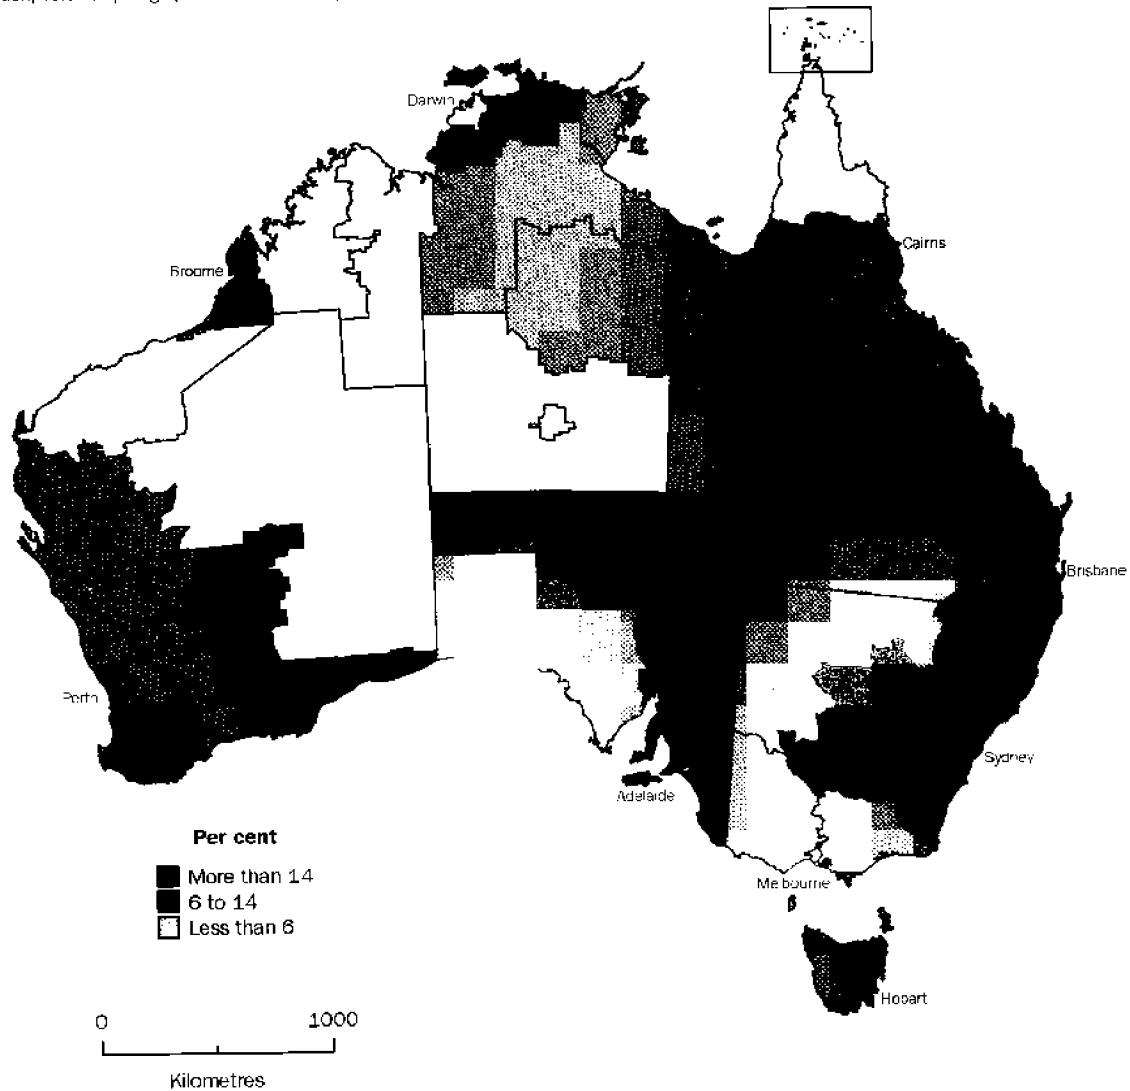 Darwin
Cairns
Broome
Brisbane
Perth
Sydney
Adelaide
Per cent
More than 14
6 to 14
Less than 6
Melbourne
Hobart
0 1000
Kilometres